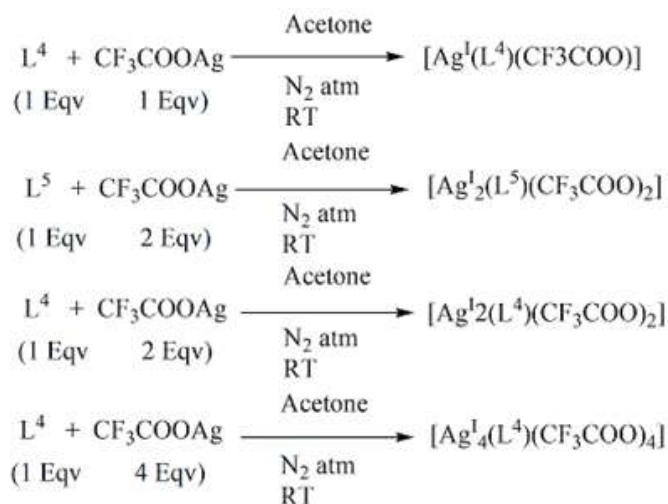 Acetone
L⁴ + CF₃COOAg [Agᴵ(L⁴)(CF3COO)]
(1 Eqv 1 Eqv) N₂ atm
RT
Acetone
L⁵ + CF₃COOAg [Agᴵ₂(L⁵)(CF₃COO)₂]
(1 Eqv 2 Eqv) N₂ atm
RT
Acetone
L⁴ + CF₃COOAg [Agᴵ2(L⁴)(CF₃COO)₂]
(1 Eqv 2 Eqv) N₂ atm
RT
Acetone
L⁴ + CF₃COOAg [Agᴵ₄(L⁴)(CF₃COO)₄]
(1 Eqv 4 Eqv) N₂ atm
RT